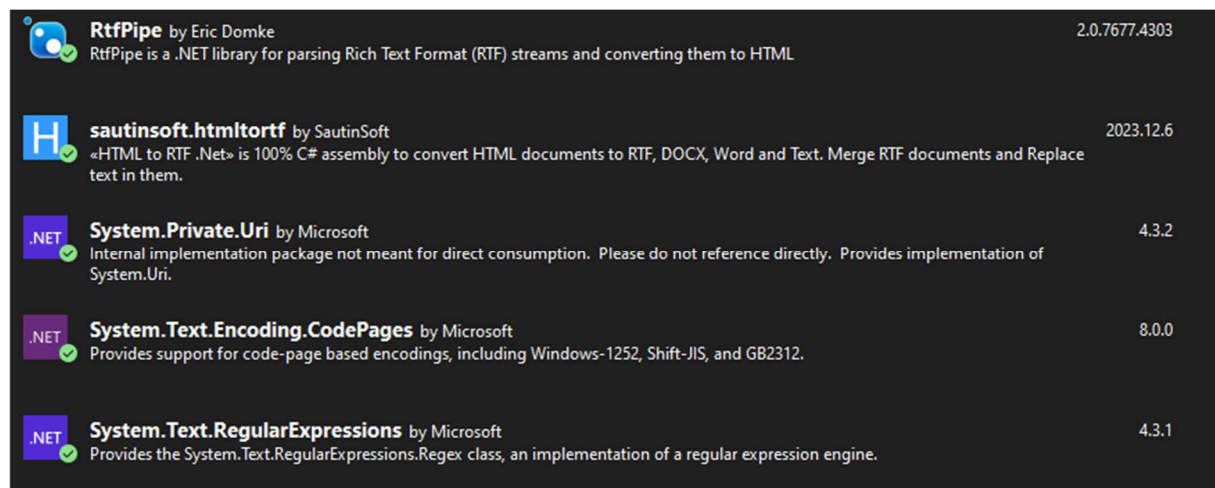 RtfPipe by Eric Domke 2.0.7677.4303
RtfPipe is a .NET library for parsing Rich Text Format (RTF) streams and converting them to HTML
H sautinsoft.htmltortf by SautinSoft 2023.12.6
«HTML to RTF .Net» is 100% C# assembly to convert HTML documents to RTF, DOCX, Word and Text. Merge RTF documents and Replace
text in them.
.NET System.Private.Uri by Microsoft 4.3.2
Internal implementation package not meant for direct consumption.  Please do not reference directly.  Provides implementation of
System.Uri.
.NET System.Text.Encoding.CodePages by Microsoft 8.0.0
Provides support for code-page based encodings, including Windows-1252, Shift-JIS, and GB2312.
.NET System.Text.RegularExpressions by Microsoft 4.3.1
Provides the System.Text.RegularExpressions.Regex class, an implementation of a regular expression engine.